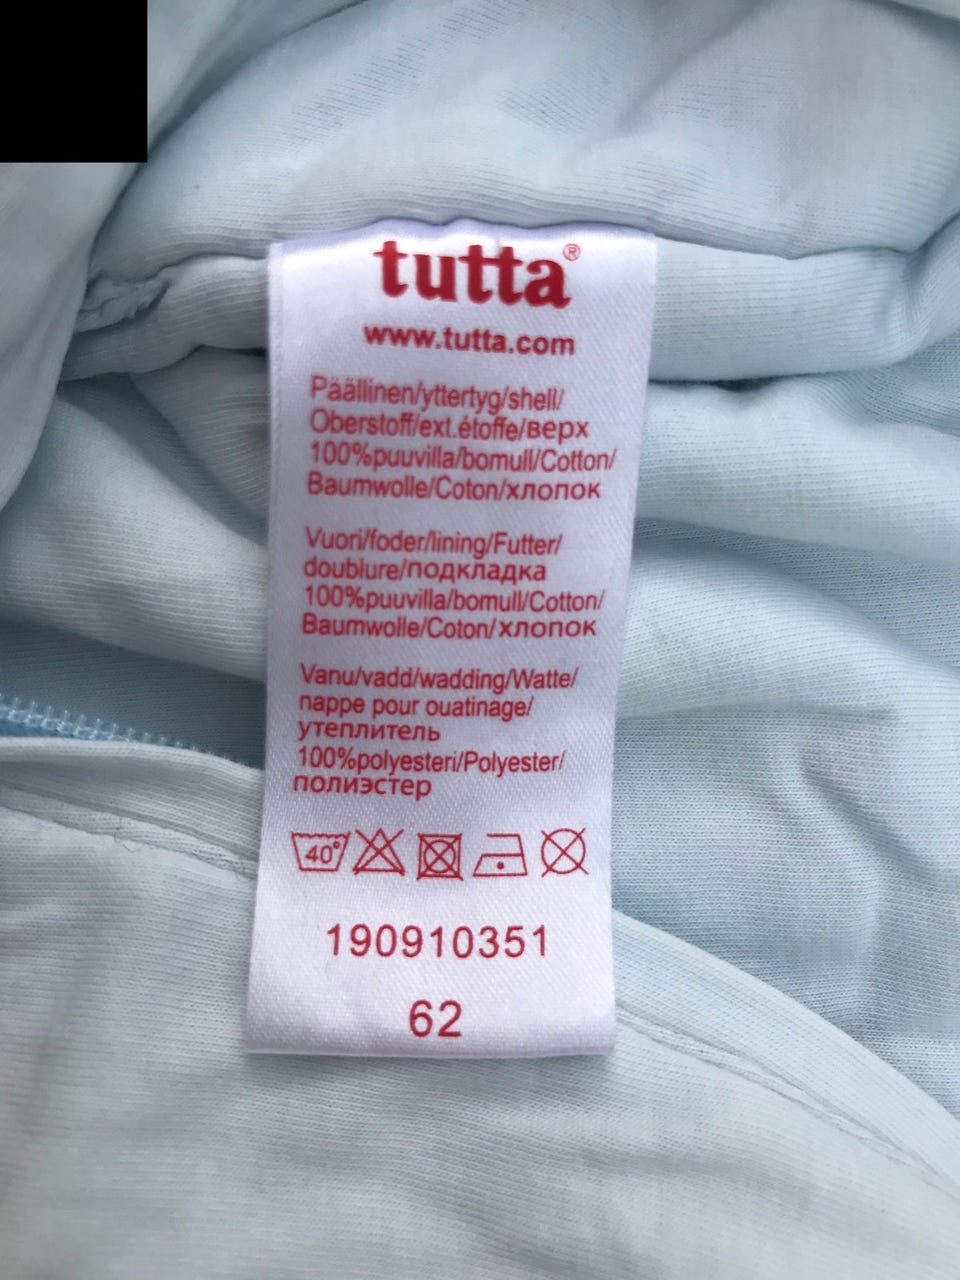 tutta®
www.tutta.com
Päällinen/yttertyg/shell/
Oberstoff/ext.étoffe/верх
100%puuvilla/bomull/Cotton/
Baumwolle/Coton/хлопок
Vuori/foder/lining/Futter/
doublure/подкладка
100%puuvilla/bomull/Cotton/
Baumwolle/Coton/хлопок
Vanu/vadd/wadding/Watte/
nappe pour ouatinage/
утеплитель
100%polyesteri/Polyester/
полиэстер
40°
190910351
62